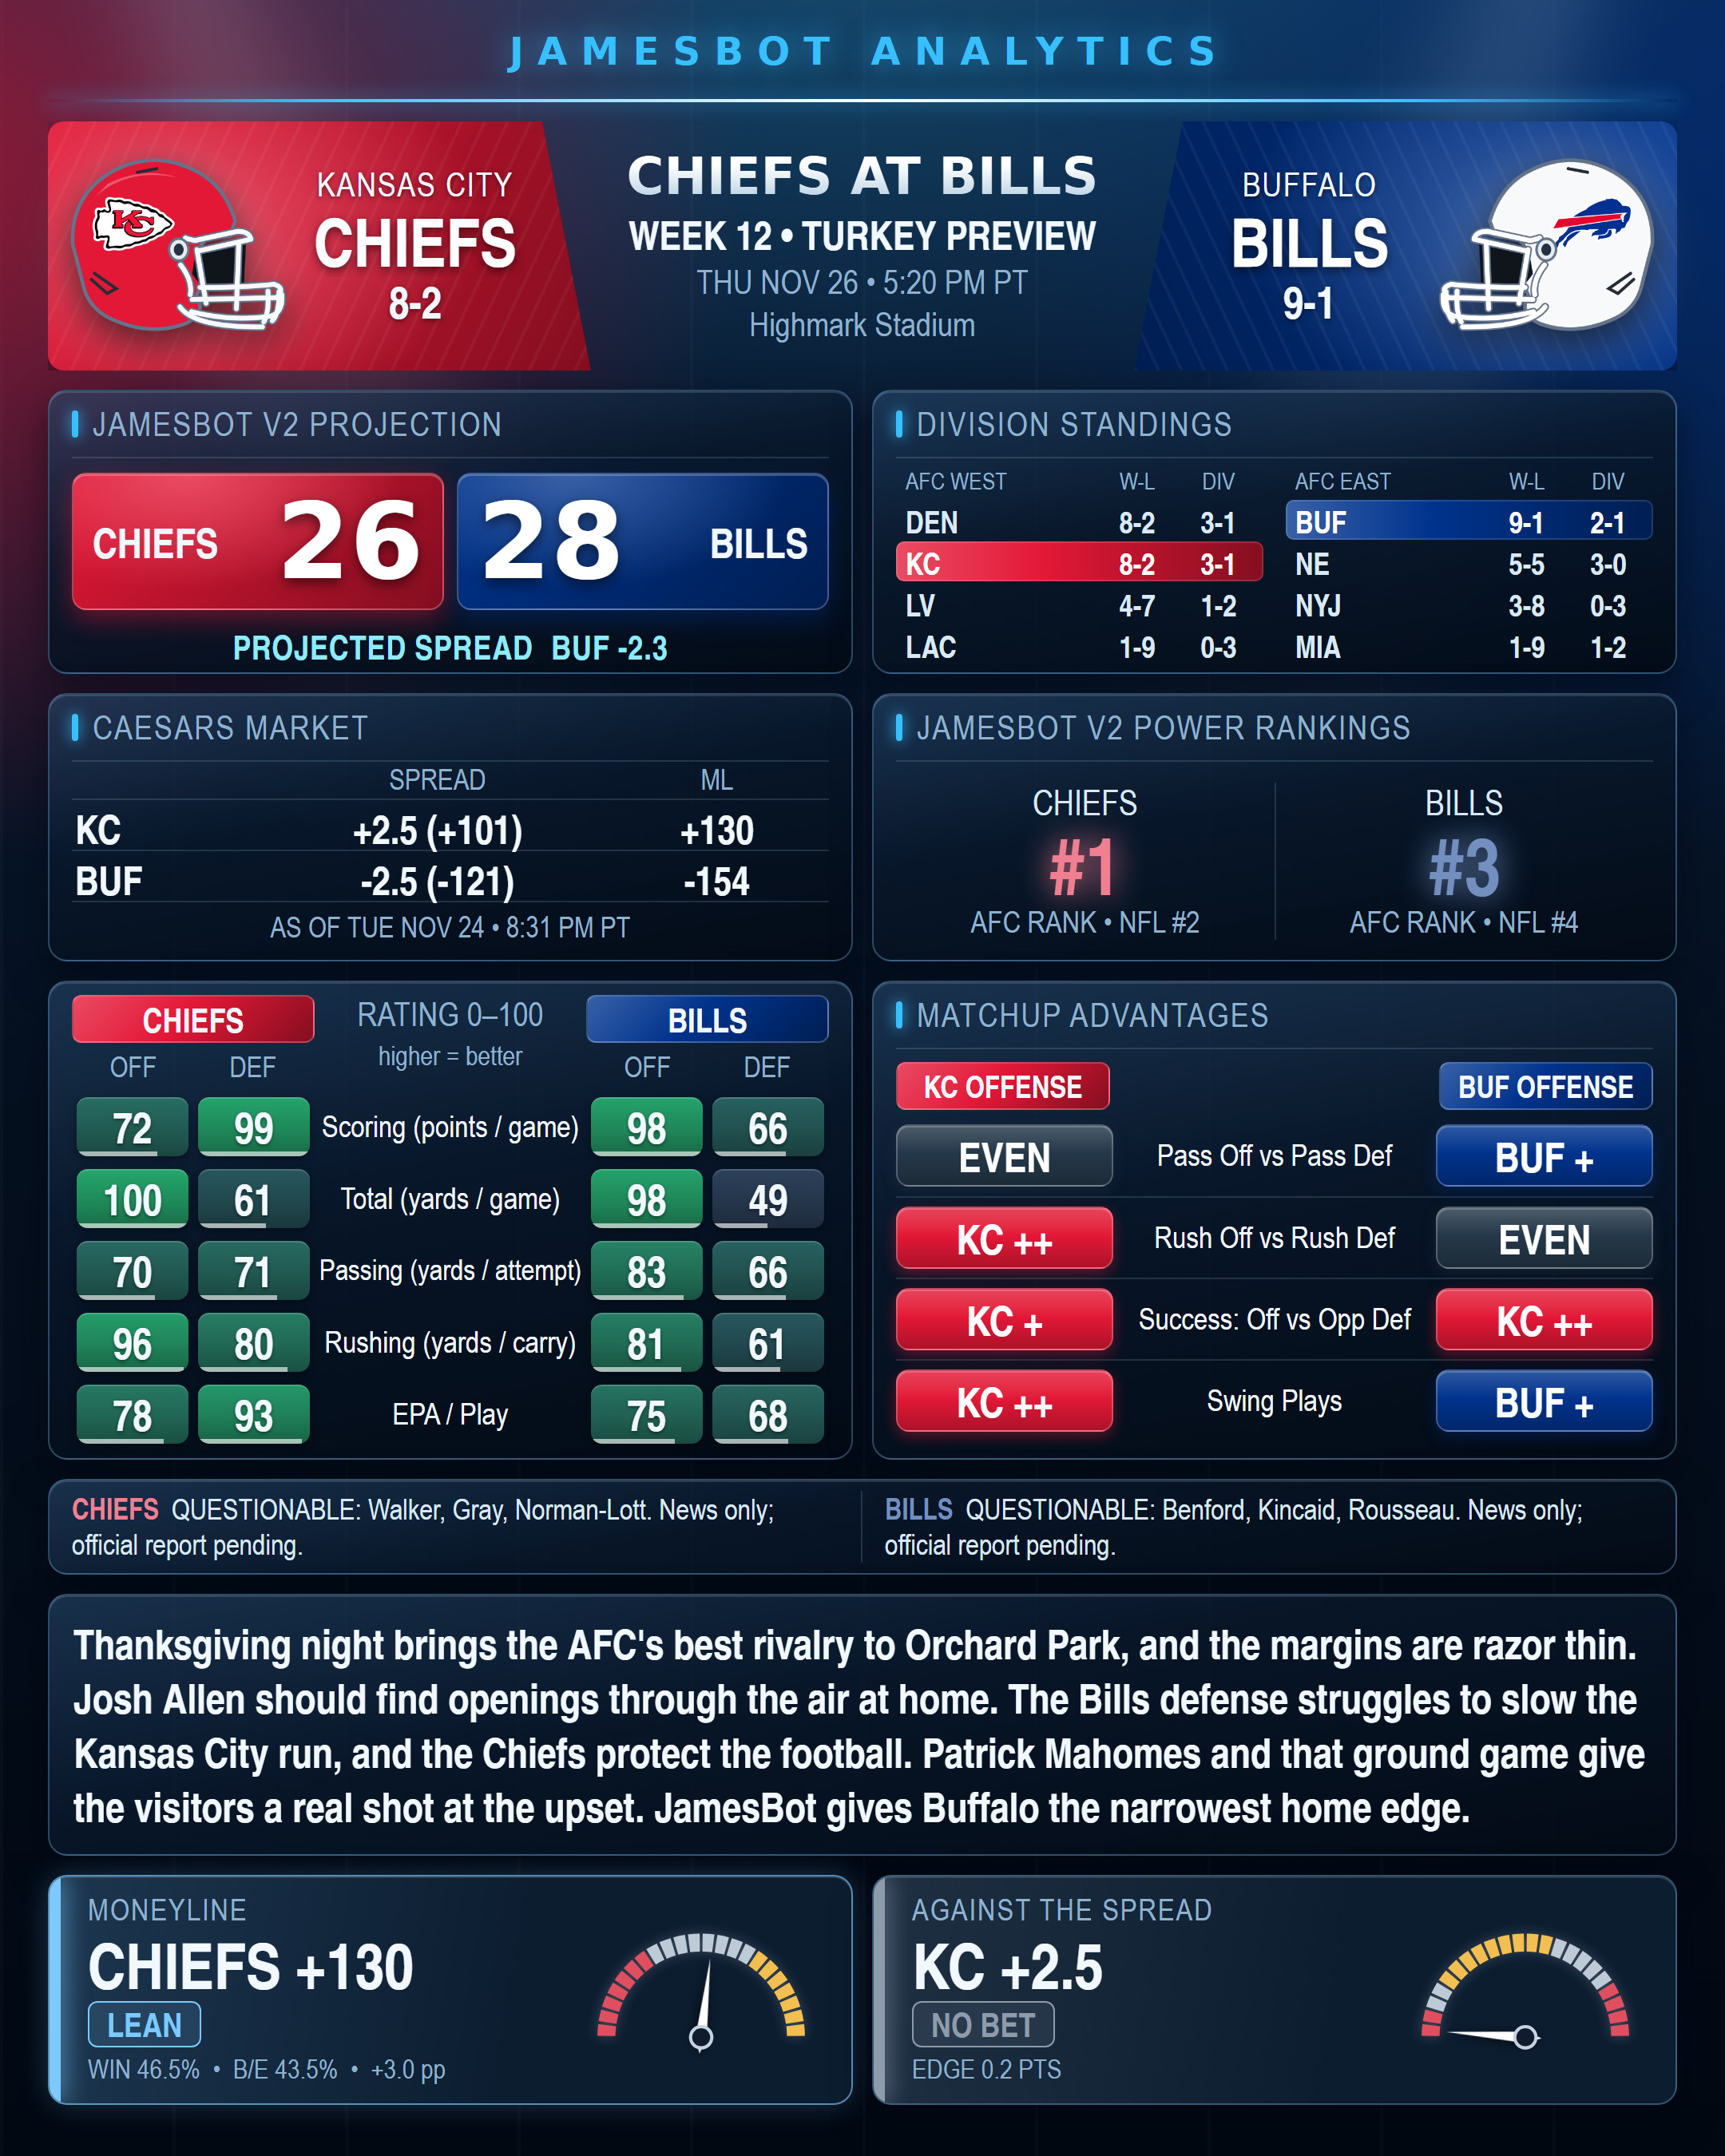 JAMESBOT ANALYTICS
KC
KANSAS CITY
CHIEFS
8-2
CHIEFS AT BILLS
WEEK 12 • TURKEY PREVIEW
THU NOV 26 • 5:20 PM PT
Highmark Stadium
BUFFALO
BILLS
9-1
JAMESBOT V2 PROJECTION
CHIEFS 26 28 BILLS
PROJECTED SPREAD BUF -2.3
DIVISION STANDINGS
AFC WEST W-L DIV AFC EAST W-L DIV
DEN 8-2 3-1 BUF 9-1 2-1
KC 8-2 3-1 NE 5-5 3-0
LV 4-7 1-2 NYJ 3-8 0-3
LAC 1-9 0-3 MIA 1-9 1-2
CAESARS MARKET
SPREAD ML
KC +2.5 (+101) +130
BUF -2.5 (-121) -154
AS OF TUE NOV 24 • 8:31 PM PT
JAMESBOT V2 POWER RANKINGS
CHIEFS BILLS
#1 #3
AFC RANK • NFL #2 AFC RANK • NFL #4
CHIEFS RATING 0–100 BILLS
higher = better
OFF DEF OFF DEF
72 99 Scoring (points / game) 98 66
100 61 Total (yards / game) 98 49
70 71 Passing (yards / attempt) 83 66
96 80 Rushing (yards / carry) 81 61
78 93 EPA / Play 75 68
MATCHUP ADVANTAGES
KC OFFENSE BUF OFFENSE
EVEN Pass Off vs Pass Def BUF +
KC ++ Rush Off vs Rush Def EVEN
KC + Success: Off vs Opp Def KC ++
KC ++ Swing Plays BUF +
CHIEFS QUESTIONABLE: Walker, Gray, Norman-Lott. News only;
official report pending.
BILLS QUESTIONABLE: Benford, Kincaid, Rousseau. News only;
official report pending.
Thanksgiving night brings the AFC's best rivalry to Orchard Park, and the margins are razor thin.
Josh Allen should find openings through the air at home. The Bills defense struggles to slow the
Kansas City run, and the Chiefs protect the football. Patrick Mahomes and that ground game give
the visitors a real shot at the upset. JamesBot gives Buffalo the narrowest home edge.
MONEYLINE
CHIEFS +130
LEAN
WIN 46.5% • B/E 43.5% • +3.0 pp
AGAINST THE SPREAD
KC +2.5
NO BET
EDGE 0.2 PTS